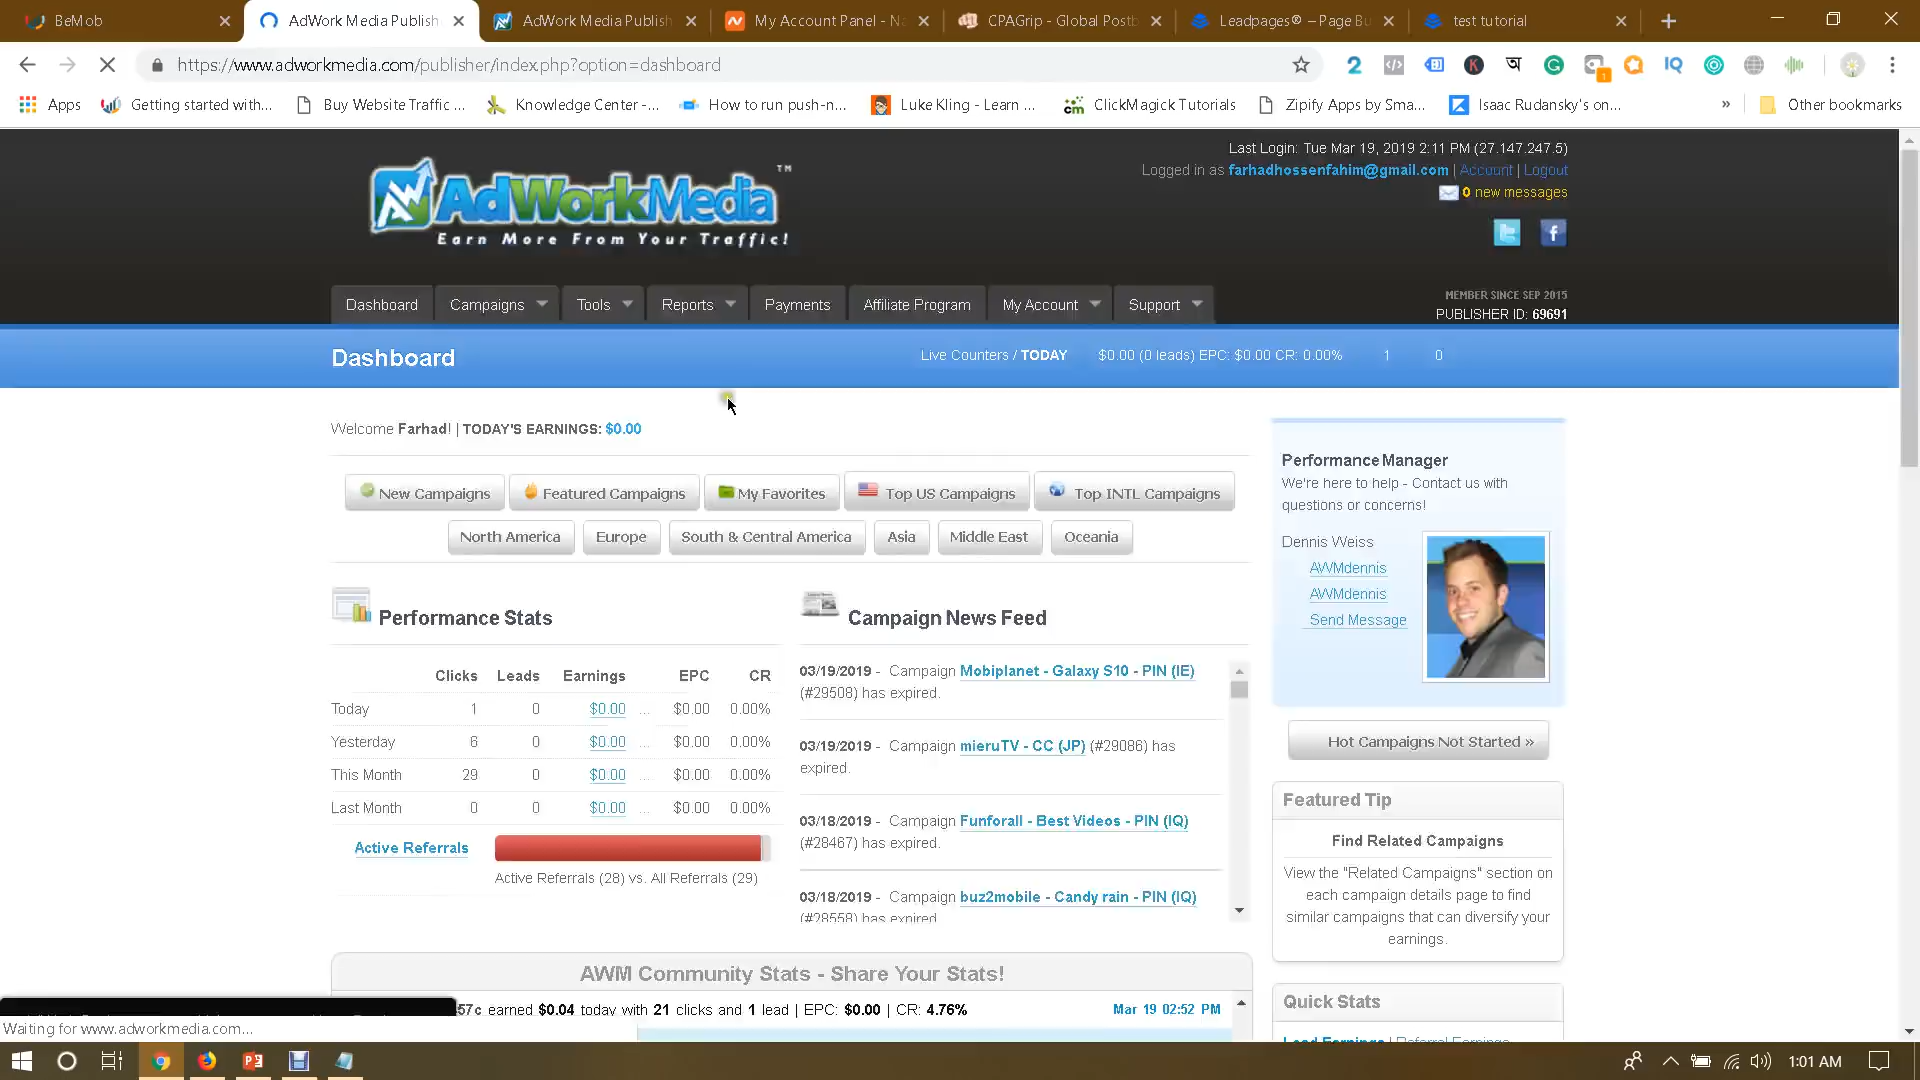 BeMob
AdWork Media Publish
AdWork Media Publish
My Account Panel - Na
CPAGrip - Global Postb
Leadpages® – Page Bu
test tutorial
https://www.adworkmedia.com/publisher/index.php?option=dashboard
Apps
Getting started with...
Buy Website Traffic ...
Knowledge Center -...
How to run push-n...
Luke Kling - Learn ...
ClickMagick Tutorials
Zipify Apps by Sma...
Isaac Rudansky's on...
»
Other bookmarks
Last Login: Tue Mar 19, 2019 2:11 PM (27.147.247.5)
Logged in as farhadhossenfahim@gmail.com | Account | Logout
0 new messages
AdWorkMedia™
Earn More From Your Traffic!
MEMBER SINCE SEP 2015
PUBLISHER ID: 69691
Dashboard
Campaigns
Tools
Reports
Payments
Affiliate Program
My Account
Support
Dashboard
Live Counters / TODAY $0.00 (0 leads) EPC: $0.00 CR: 0.00% 1 0
Welcome Farhad! | TODAY'S EARNINGS: $0.00
New Campaigns
Featured Campaigns
My Favorites
Top US Campaigns
Top INTL Campaigns
North America
Europe
South & Central America
Asia
Middle East
Oceania
Performance Stats
Clicks Leads Earnings EPC CR
Today 1 0 $0.00 ... $0.00 0.00%
Yesterday 6 0 $0.00 ... $0.00 0.00%
This Month 29 0 $0.00 ... $0.00 0.00%
Last Month 0 0 $0.00 ... $0.00 0.00%
Active Referrals
Active Referrals (28) vs. All Referrals (29)
Campaign News Feed
03/19/2019 - Campaign Mobiplanet - Galaxy S10 - PIN (IE)
(#29508) has expired.
03/19/2019 - Campaign mieruTV - CC (JP) (#29086) has
expired.
03/18/2019 - Campaign Funforall - Best Videos - PIN (IQ)
(#28467) has expired.
03/18/2019 - Campaign buz2mobile - Candy rain - PIN (IQ)
(#28558) has expired.
Performance Manager
We're here to help - Contact us with
questions or concerns!
Dennis Weiss
AWMdennis
AWMdennis
Send Message
Hot Campaigns Not Started »
Featured Tip
Find Related Campaigns
View the "Related Campaigns" section on
each campaign details page to find
similar campaigns that can diversify your
earnings.
Quick Stats
Lead Earnings | Referral Earnings
AWM Community Stats - Share Your Stats!
57c earned $0.04 today with 21 clicks and 1 lead | EPC: $0.00 | CR: 4.76%
Mar 19 02:52 PM
Waiting for www.adworkmedia.com...
1:01 AM